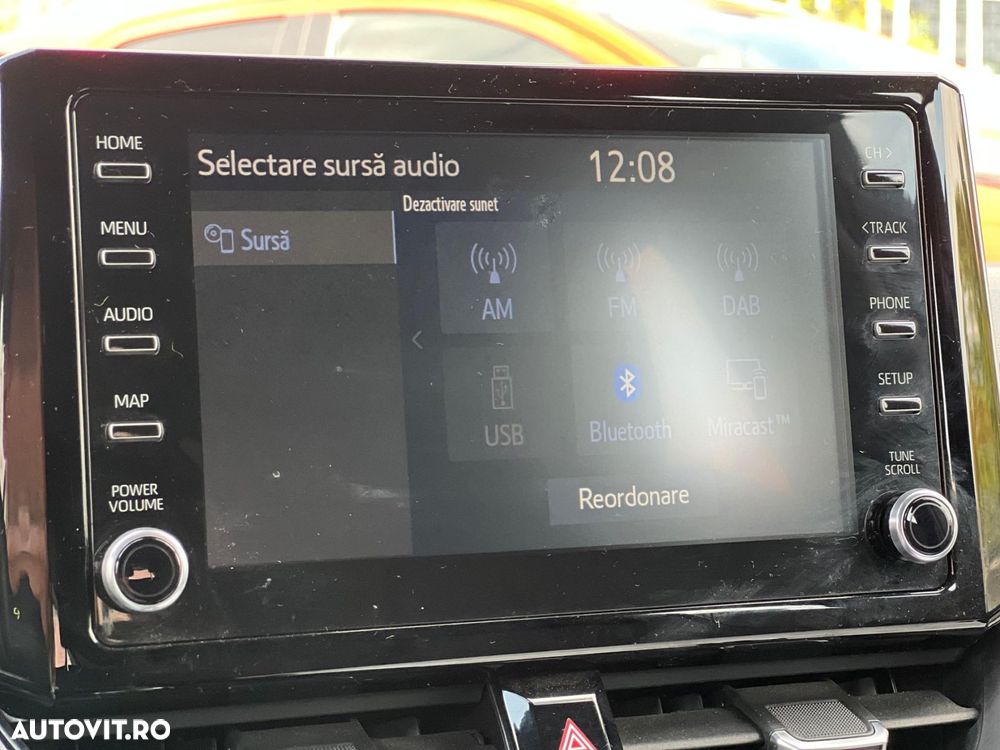 HOME
MENU
AUDIO
MAP
POWER
VOLUME
Selectare sursă audio
12:08
Dezactivare sunet
Sursă
AM
FM
DAB
USB
Bluetooth
Miracast™
Reordonare
CH >
< TRACK
PHONE
SETUP
TUNE
SCROLL
AUTOVIT.RO